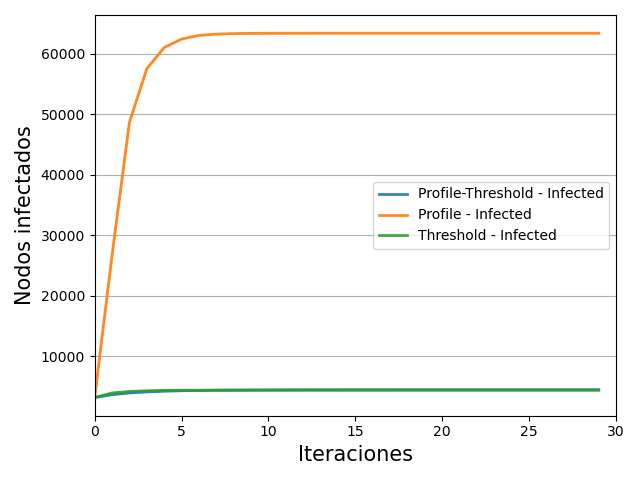 Nodos infectados
60000
50000
40000
30000
20000
10000
Profile-Threshold - Infected
Profile - Infected
Threshold - Infected
0 5 10 15 20 25 30
Iteraciones